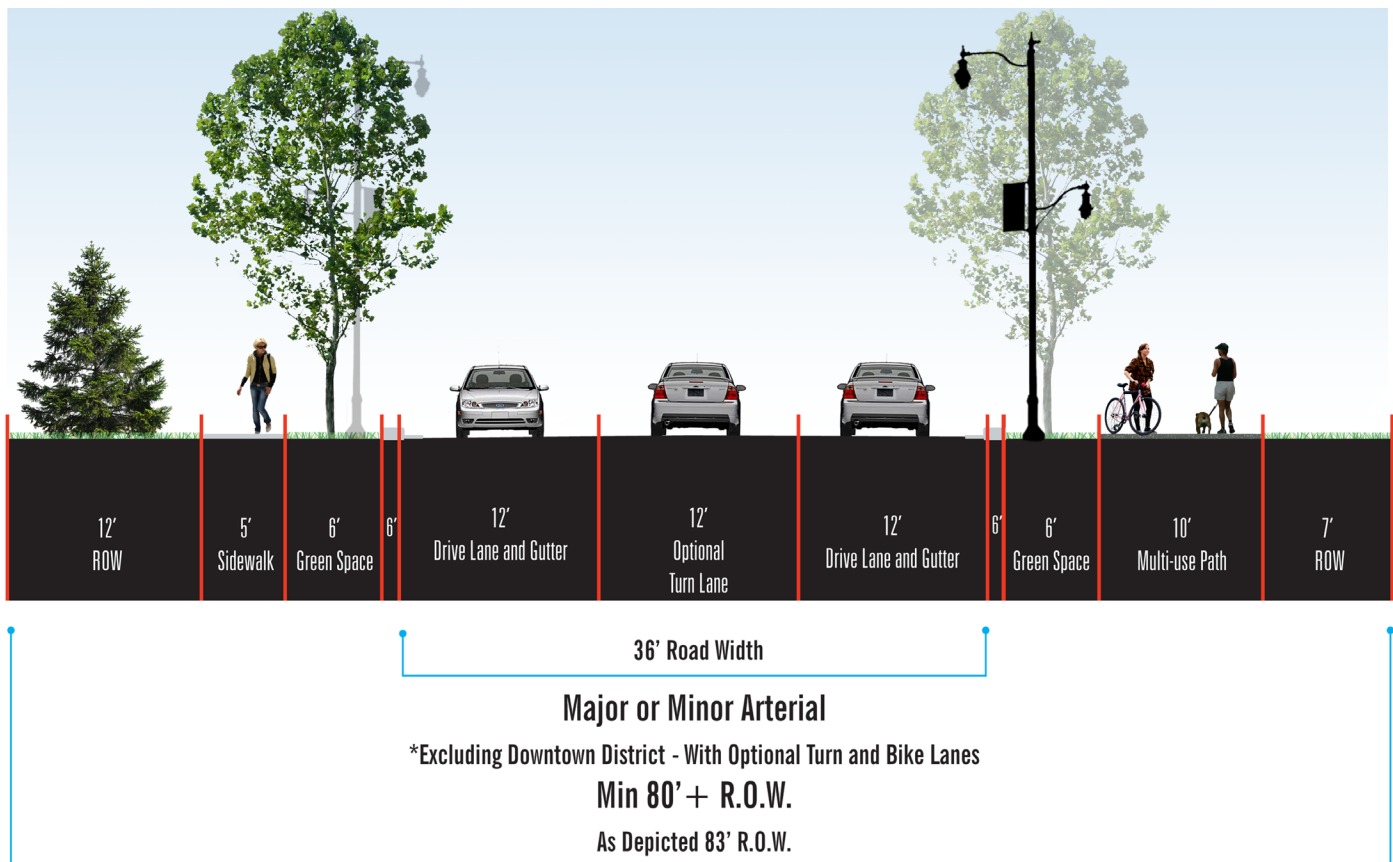 12’
ROW
5’
Sidewalk
6’
Green Space
6’
12’
Drive Lane and Gutter
12’
Optional
Turn Lane
12’
Drive Lane and Gutter
6’
6’
Green Space
10’
Multi-use Path
7’
ROW
36’ Road Width
Major or Minor Arterial
*Excluding Downtown District - With Optional Turn and Bike Lanes
Min 80’+ R.O.W.
As Depicted 83’ R.O.W.